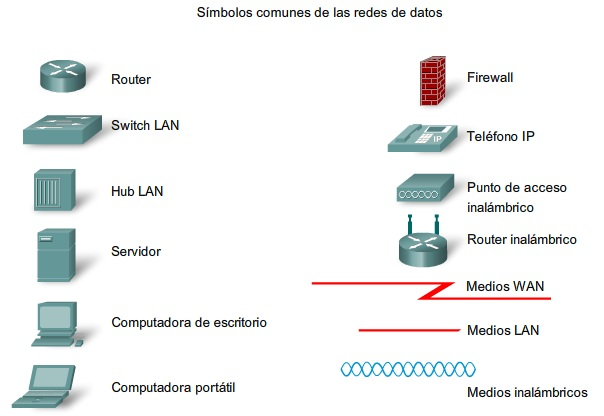 Símbolos comunes de las redes de datos
Router
Switch LAN
Hub LAN
Servidor
Computadora de escritorio
Computadora portátil
Firewall
IP
Teléfono IP
Punto de acceso
inalámbrico
Router inalámbrico
Medios WAN
Medios LAN
Medios inalámbricos